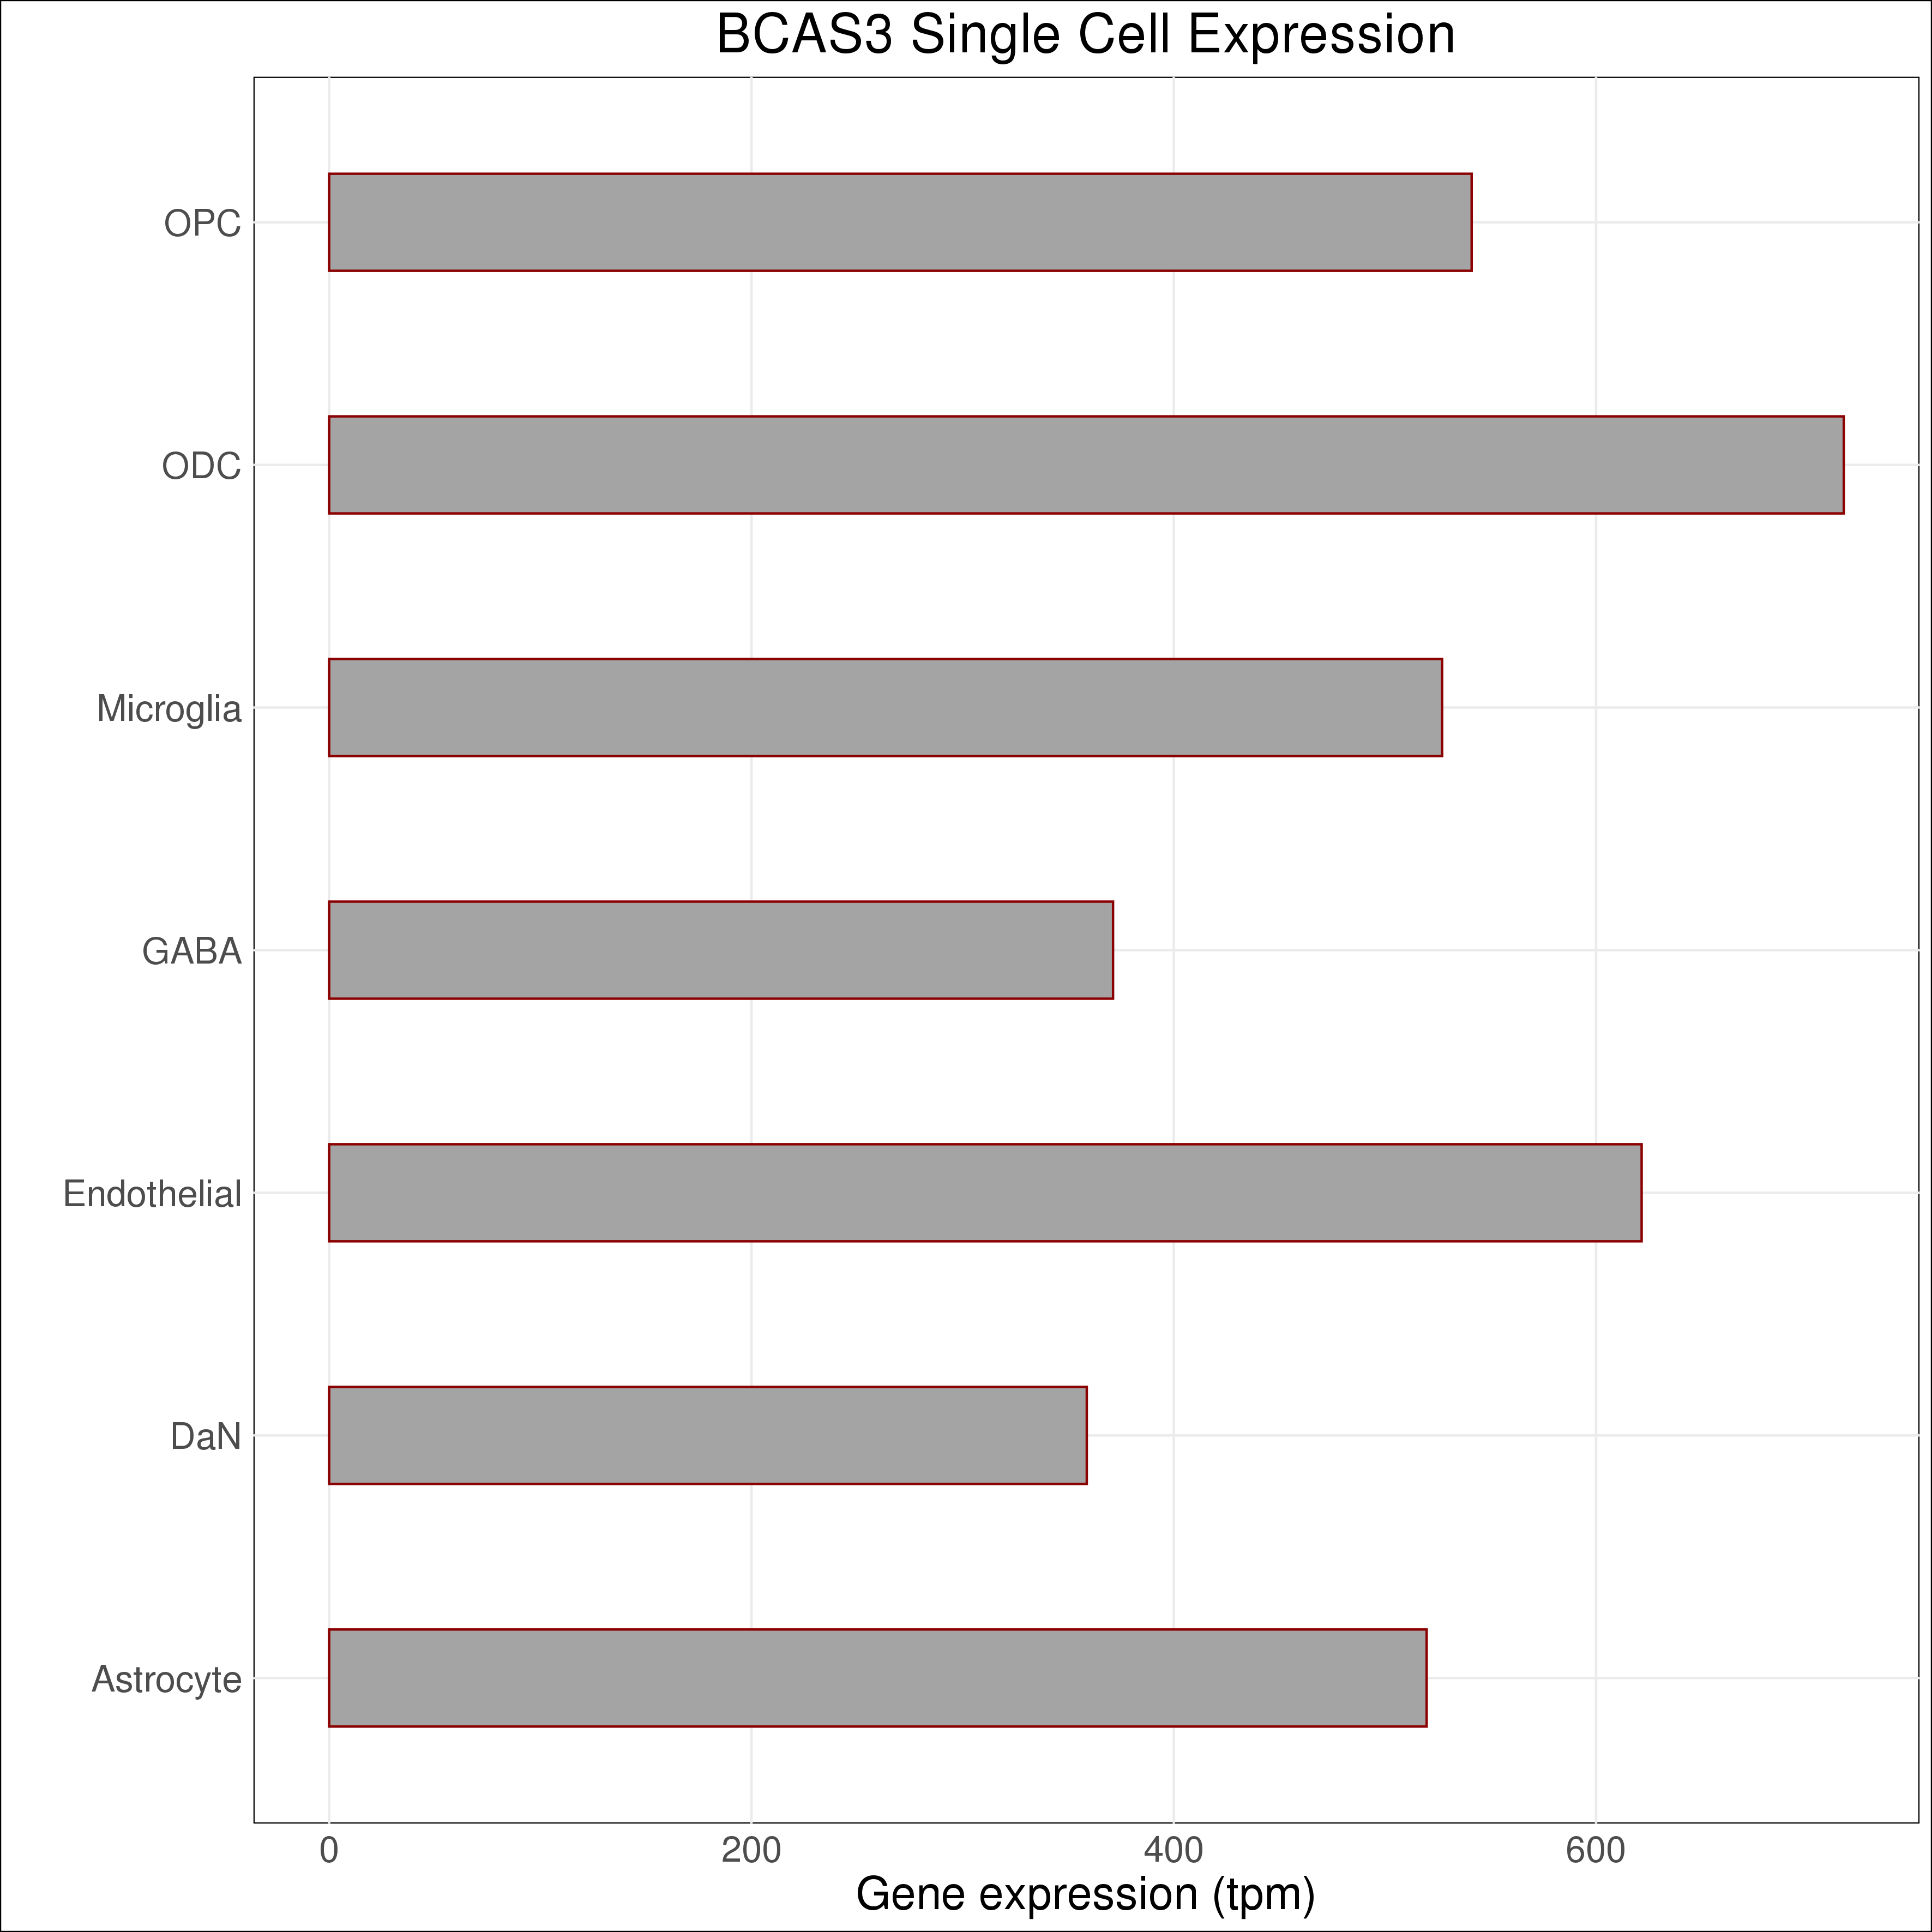 BCAS3 Single Cell Expression
OPC
ODC
Microglia
GABA
Endothelial
DaN
Astrocyte
0 200 400 600
Gene expression (tpm)